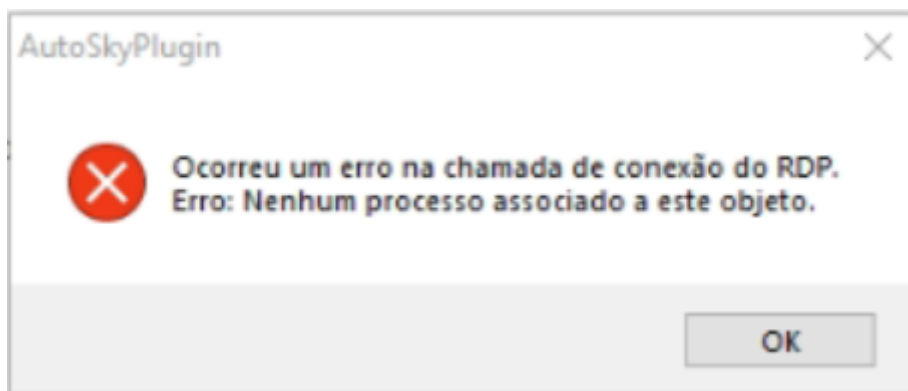 AutoSkyPlugin
Ocorreu um erro na chamada de conexão do RDP.
Erro: Nenhum processo associado a este objeto.
OK